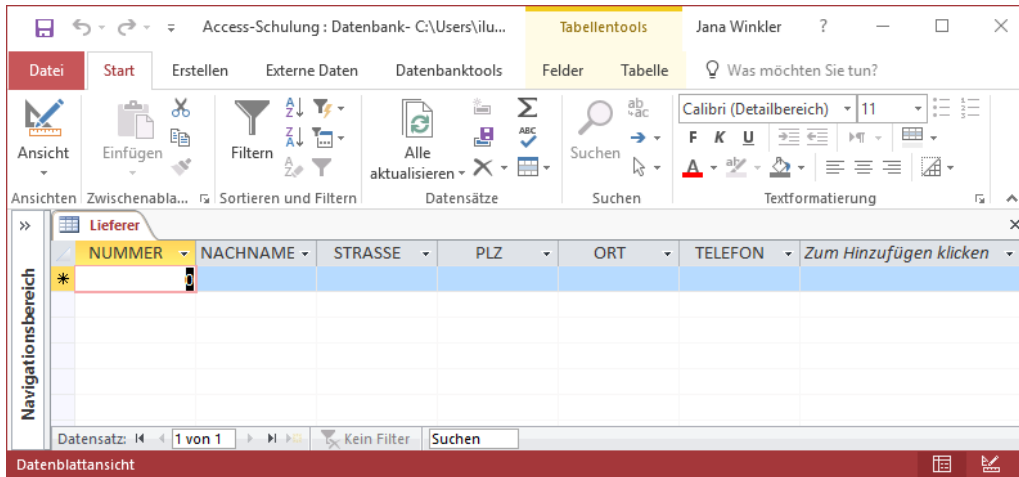 Access-Schulung : Datenbank- C:\Users\ilu... Tabellentools Jana Winkler ?
Datei Start Erstellen Externe Daten Datenbanktools Felder Tabelle Was möchten Sie tun?
Calibri (Detailbereich) 11
Ansicht Einfügen Filtern Alle aktualisieren Suchen F K U
Ansichten Zwischenabla... Sortieren und Filtern Datensätze Suchen Textformatierung
» Lieferer
NUMMER NACHNAME STRASSE PLZ ORT TELEFON Zum Hinzufügen klicken
0
Navigationsbereich
Datensatz: 1 von 1 Kein Filter Suchen
Datenblattansicht